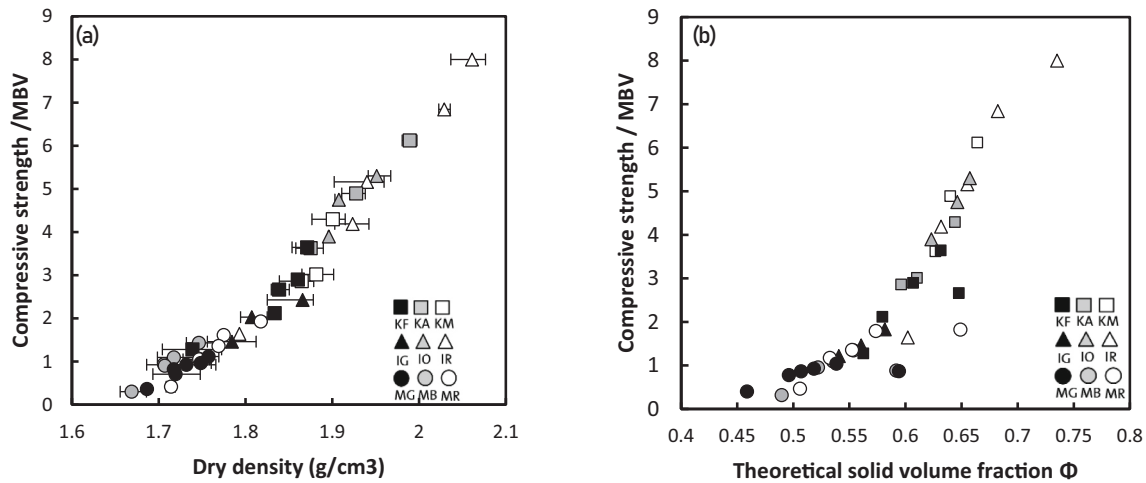 (a)
Compressive strength /MBV
9
8
7
6
5
4
3
2
1
0
1.6 1.7 1.8 1.9 2 2.1
Dry density (g/cm3)
KF KA KM
IG IO IR
MG MB MR
(b)
Compressive strength / MBV
9
8
7
6
5
4
3
2
1
0
0.4 0.45 0.5 0.55 0.6 0.65 0.7 0.75 0.8
Theoretical solid volume fraction Φ
KF KA KM
IG IO IR
MG MB MR